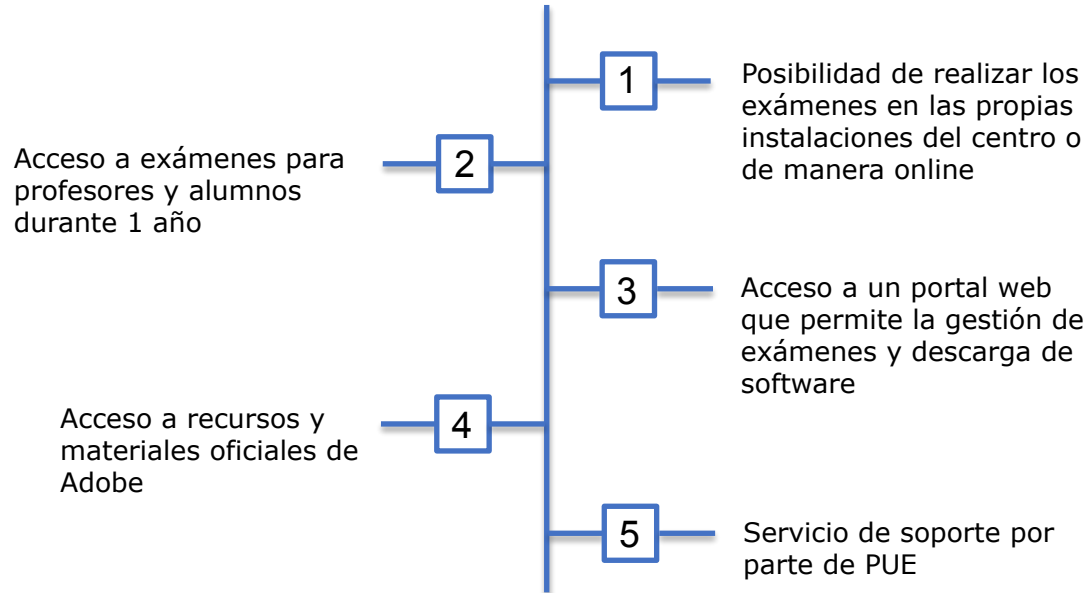 1
Posibilidad de realizar los
exámenes en las propias
instalaciones del centro o
de manera online
2
Acceso a exámenes para
profesores y alumnos
durante 1 año
3
Acceso a un portal web
que permite la gestión de
exámenes y descarga de
software
4
Acceso a recursos y
materiales oficiales de
Adobe
5
Servicio de soporte por
parte de PUE